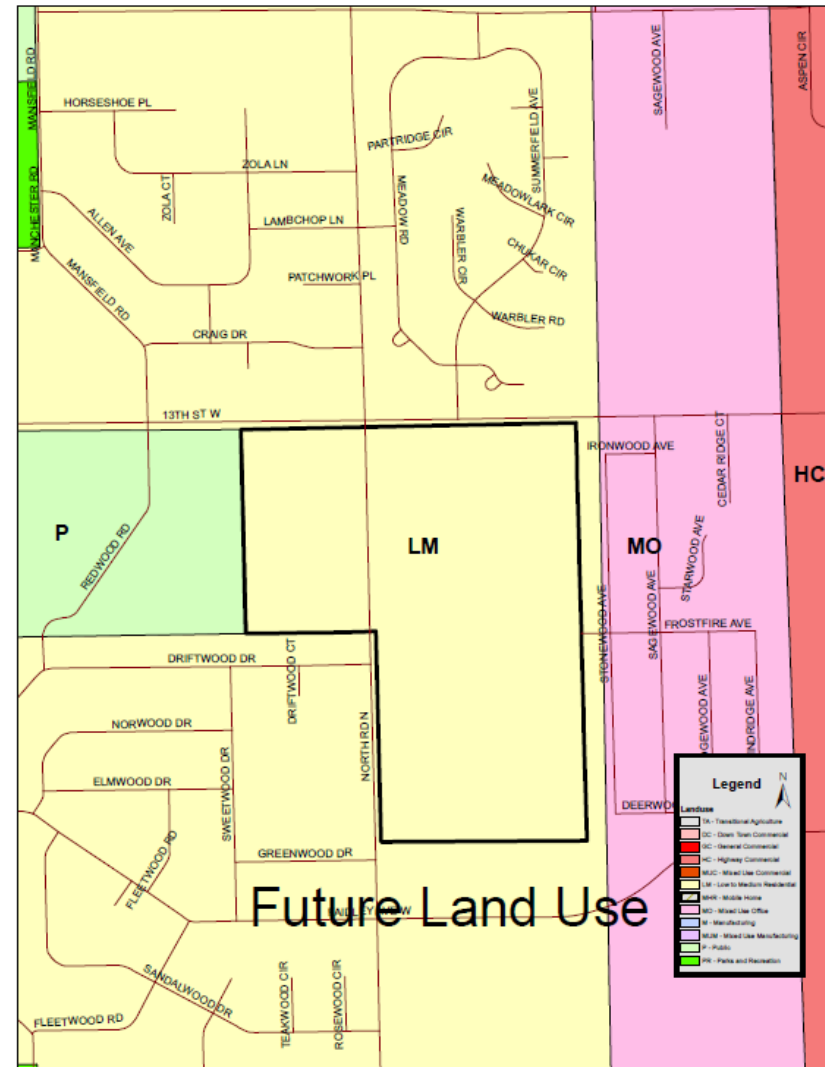 MANSFIELD RD
SAGEWOOD AVE
ASPEN CIR
HORSESHOE PL
PARTRIDGE CIR
SUMMERFIELD AVE
ZOLA LN
MANCHESTER RD
ZOLA CT
MEADOW RD
MEADOWLARK CIR
ALLEN AVE
LAMBCHOP LN
WARBLER CIR
CHUKAR CIR
MANSFIELD RD
PATCHWORK PL
WARBLER RD
CRAIG DR
13TH ST W
IRONWOOD AVE
CEDAR RIDGE CT
HC
P
LM
MO
REDWOOD RD
STARWOOD AVE
STONEWOOD AVE
SAGEWOOD AVE
FROSTFIRE AVE
DRIFTWOOD DR
DRIFTWOOD CT
NORWOOD DR
NORTH RD N
ELMWOOD DR
SWEETWOOD DR
FLEETWOOD RD
GREENWOOD DR
Future Land Use
SANDALWOOD DR
TEAKWOOD CIR
ROSEWOOD CIR
FLEETWOOD RD
Legend
N
Landuse
TA - Transitional Agriculture
DC - Down Town Commercial
GC - General Commercial
HC - Highway Commercial
MUC - Mixed Use Commercial
LM - Low to Medium Residential
MHR - Mobile Home
MO - Mixed Use Office
M - Manufacturing
MUM - Mixed Use Manufacturing
P - Public
PR - Parks and Recreation